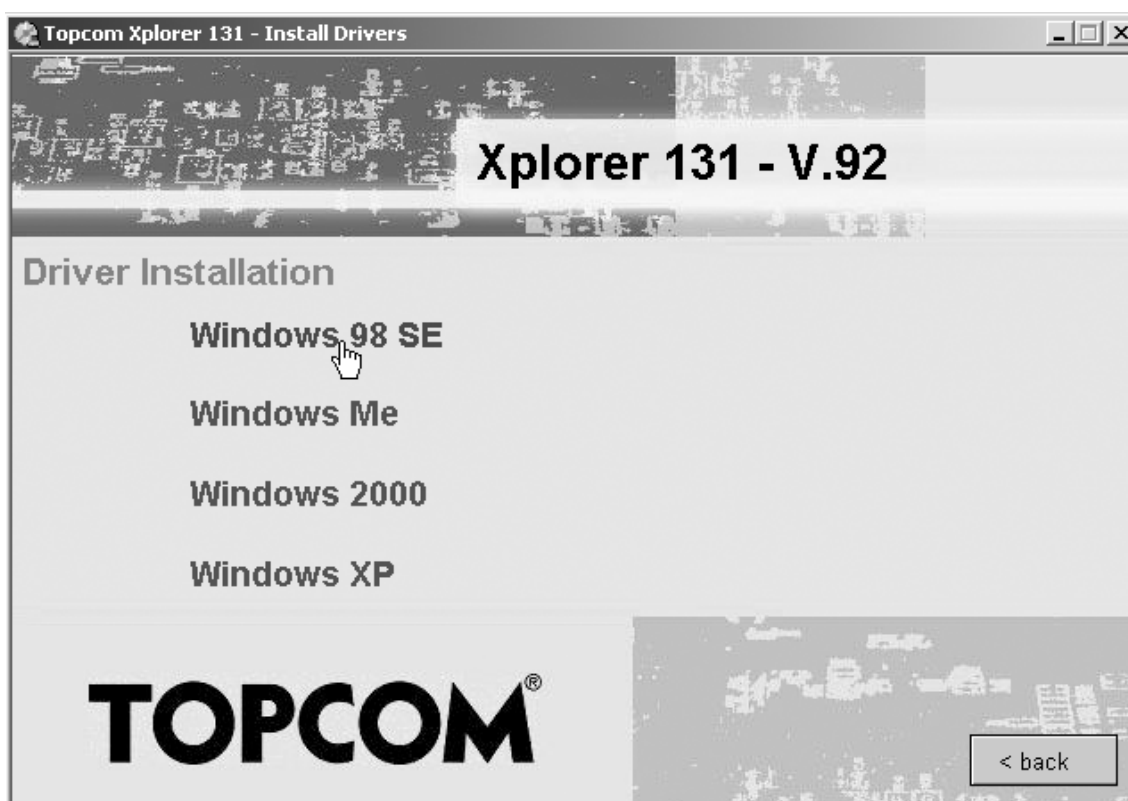 Topcom Xplorer 131 - Install Drivers
Xplorer 131 - V.92
Driver Installation
Windows 98 SE
Windows Me
Windows 2000
Windows XP
TOPCOM®
< back